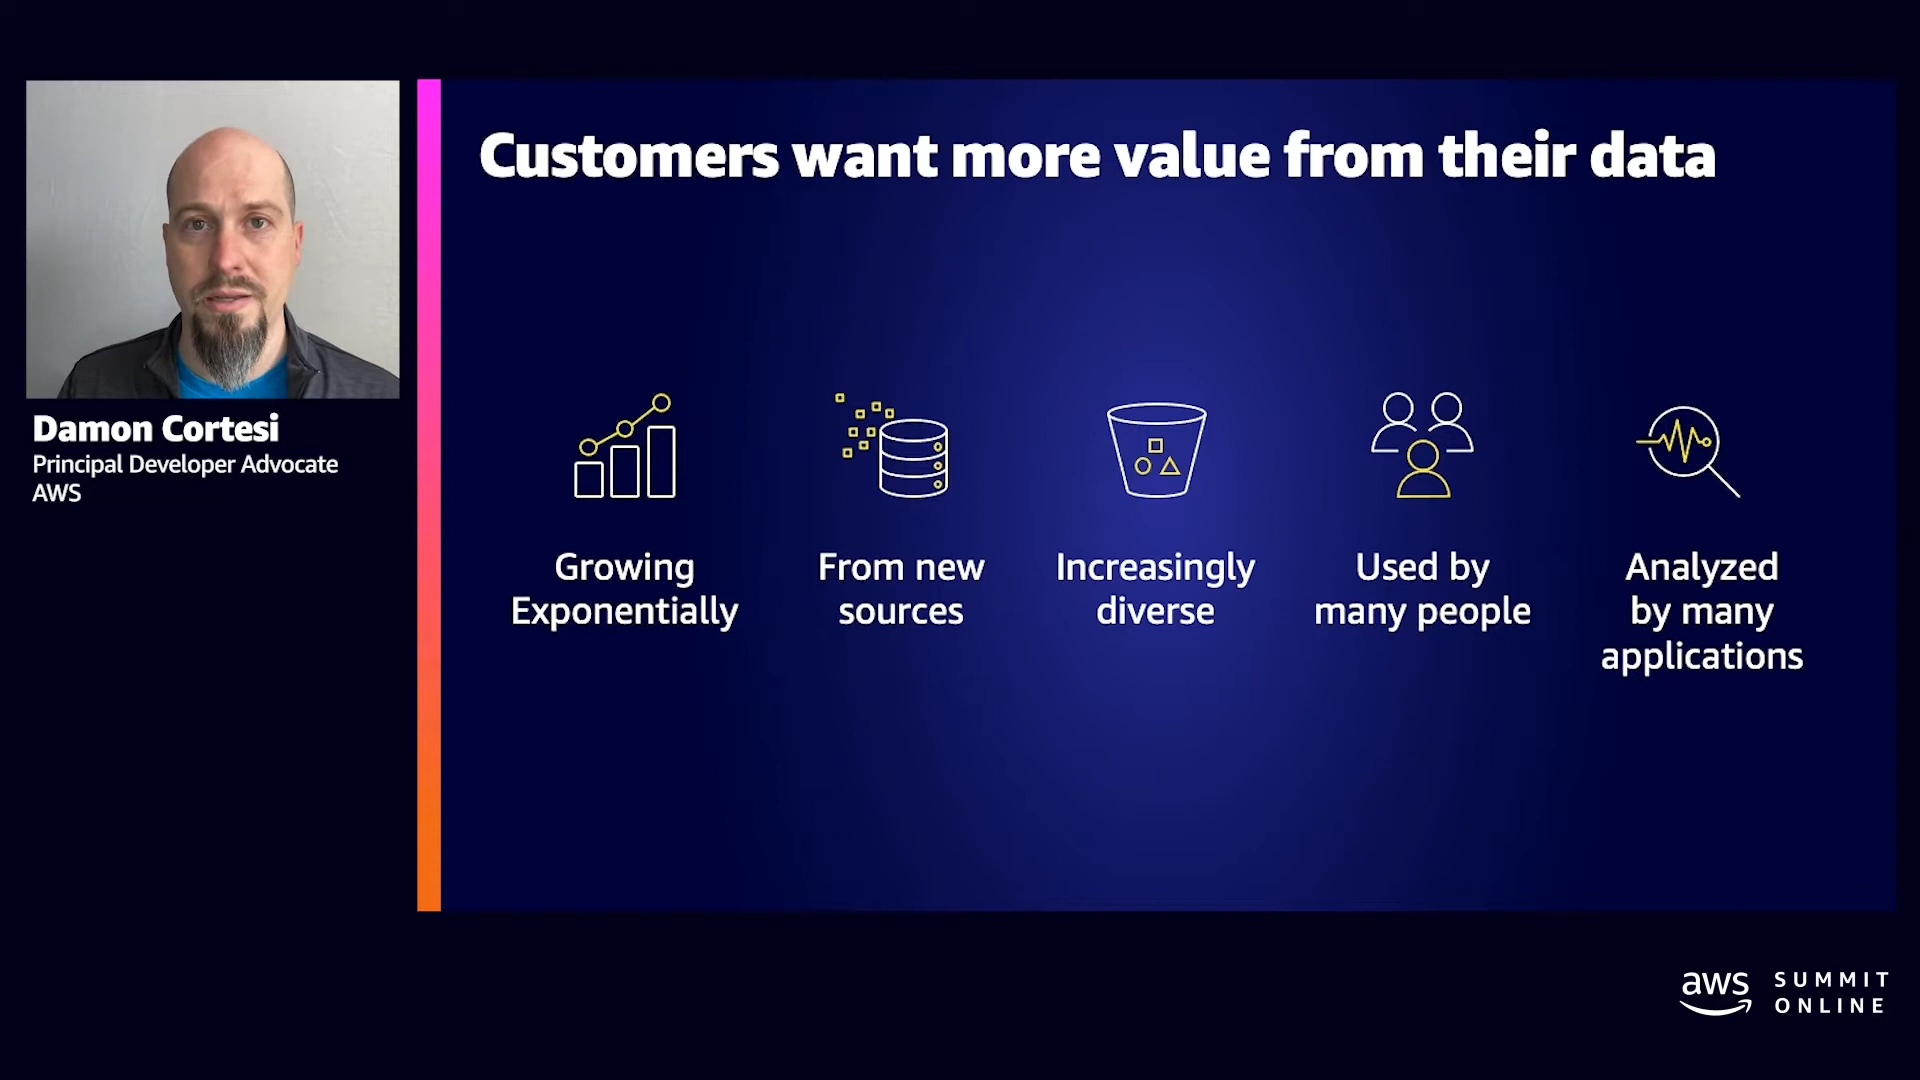 Customers want more value from their data
Damon Cortesi
Principal Developer Advocate
AWS
Growing
Exponentially
From new
sources
Increasingly
diverse
Used by
many people
Analyzed
by many
applications
aws
SUMMIT
ONLINE